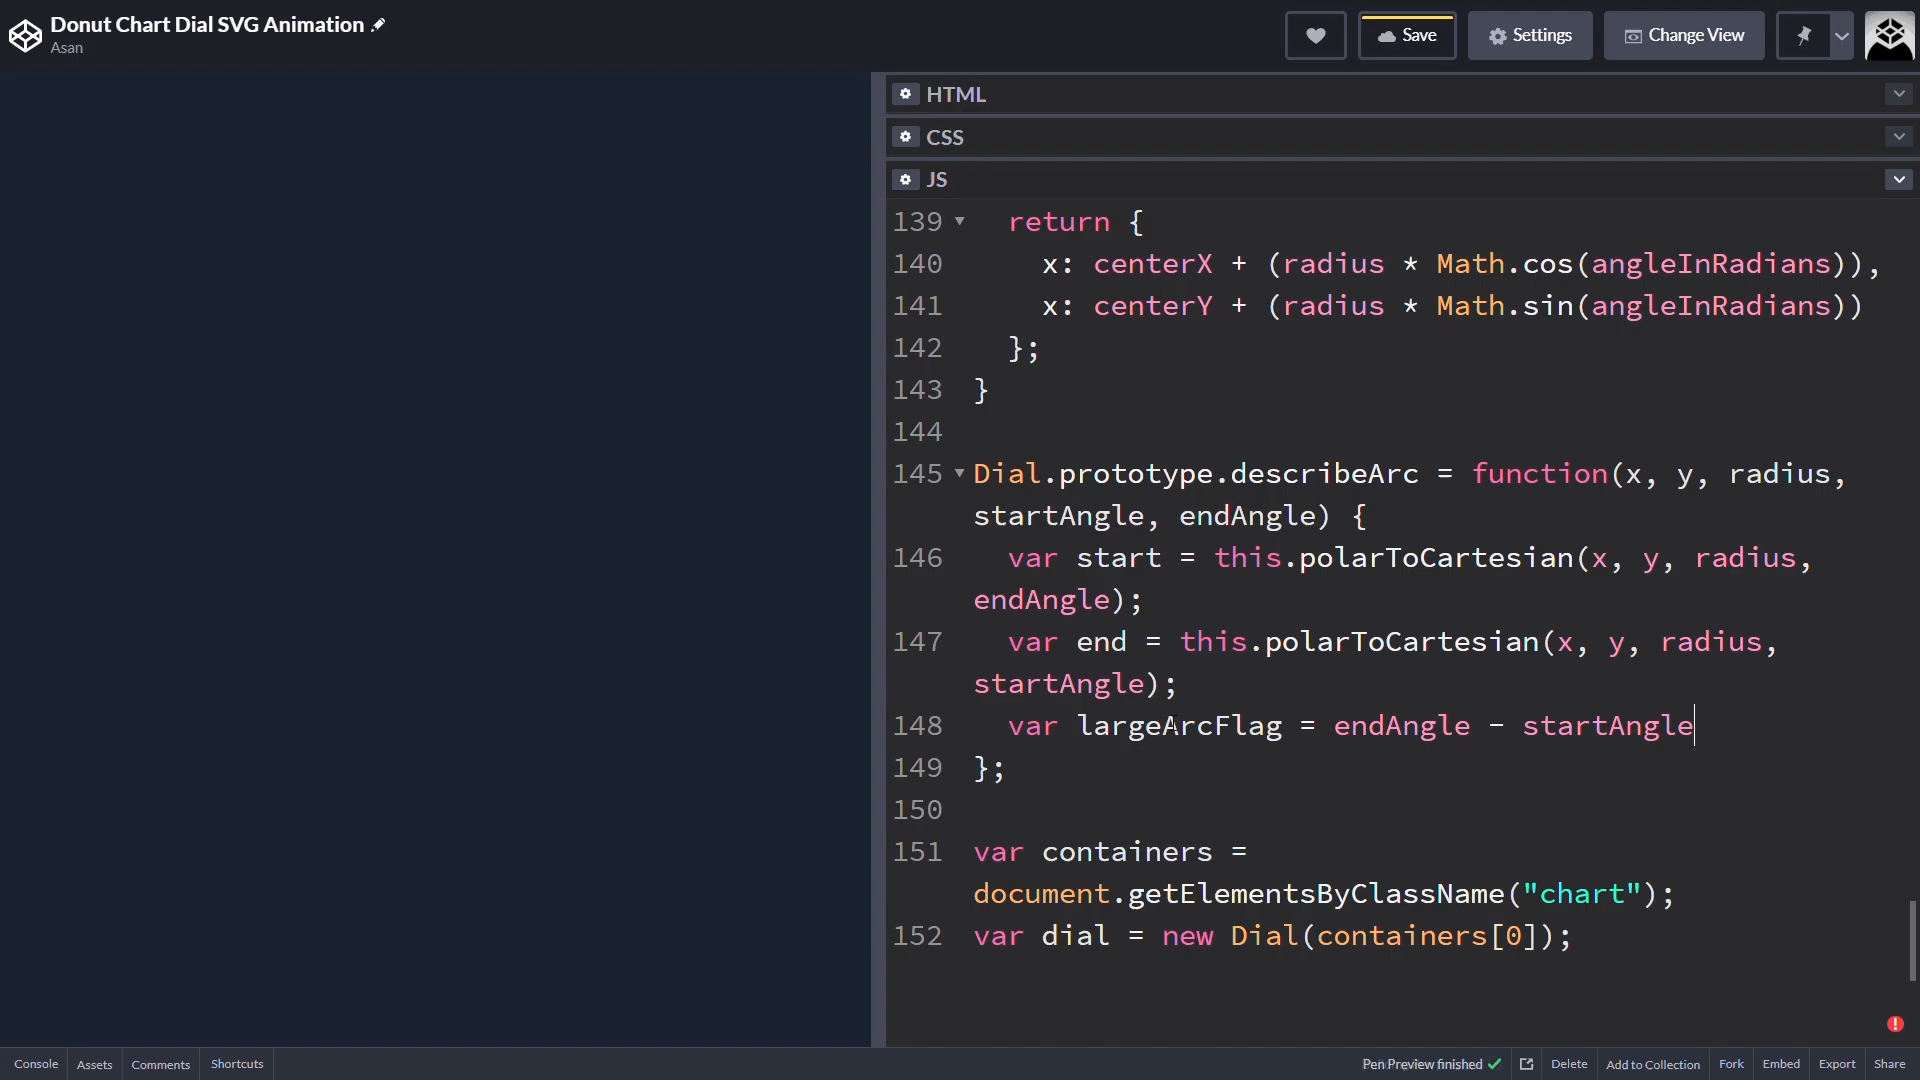 Donut Chart Dial SVG Animation
Asan
Save
Settings
Change View
HTML
CSS
JS
139 return {
140 x: centerX + (radius * Math.cos(angleInRadians)),
141 x: centerY + (radius * Math.sin(angleInRadians))
142 };
143 }
144
145 Dial.prototype.describeArc = function(x, y, radius,
startAngle, endAngle) {
146 var start = this.polarToCartesian(x, y, radius,
endAngle);
147 var end = this.polarToCartesian(x, y, radius,
startAngle);
148 var largeArcFlag = endAngle - startAngle
149 };
150
151 var containers =
document.getElementsByClassName("chart");
152 var dial = new Dial(containers[0]);
Console Assets Comments Shortcuts Pen Preview finished Delete Add to Collection Fork Embed Export Share